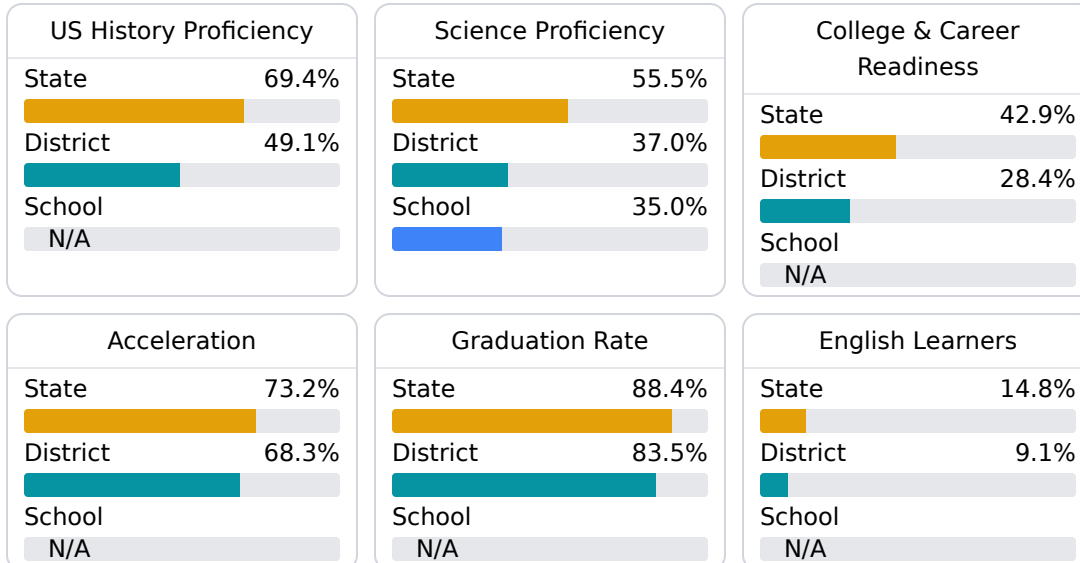 US History Proficiency
State 69.4%
District 49.1%
School
N/A
Science Proficiency
State 55.5%
District 37.0%
School 35.0%
College & Career
Readiness
State 42.9%
District 28.4%
School
N/A
Acceleration
State 73.2%
District 68.3%
School
N/A
Graduation Rate
State 88.4%
District 83.5%
School
N/A
English Learners
State 14.8%
District 9.1%
School
N/A